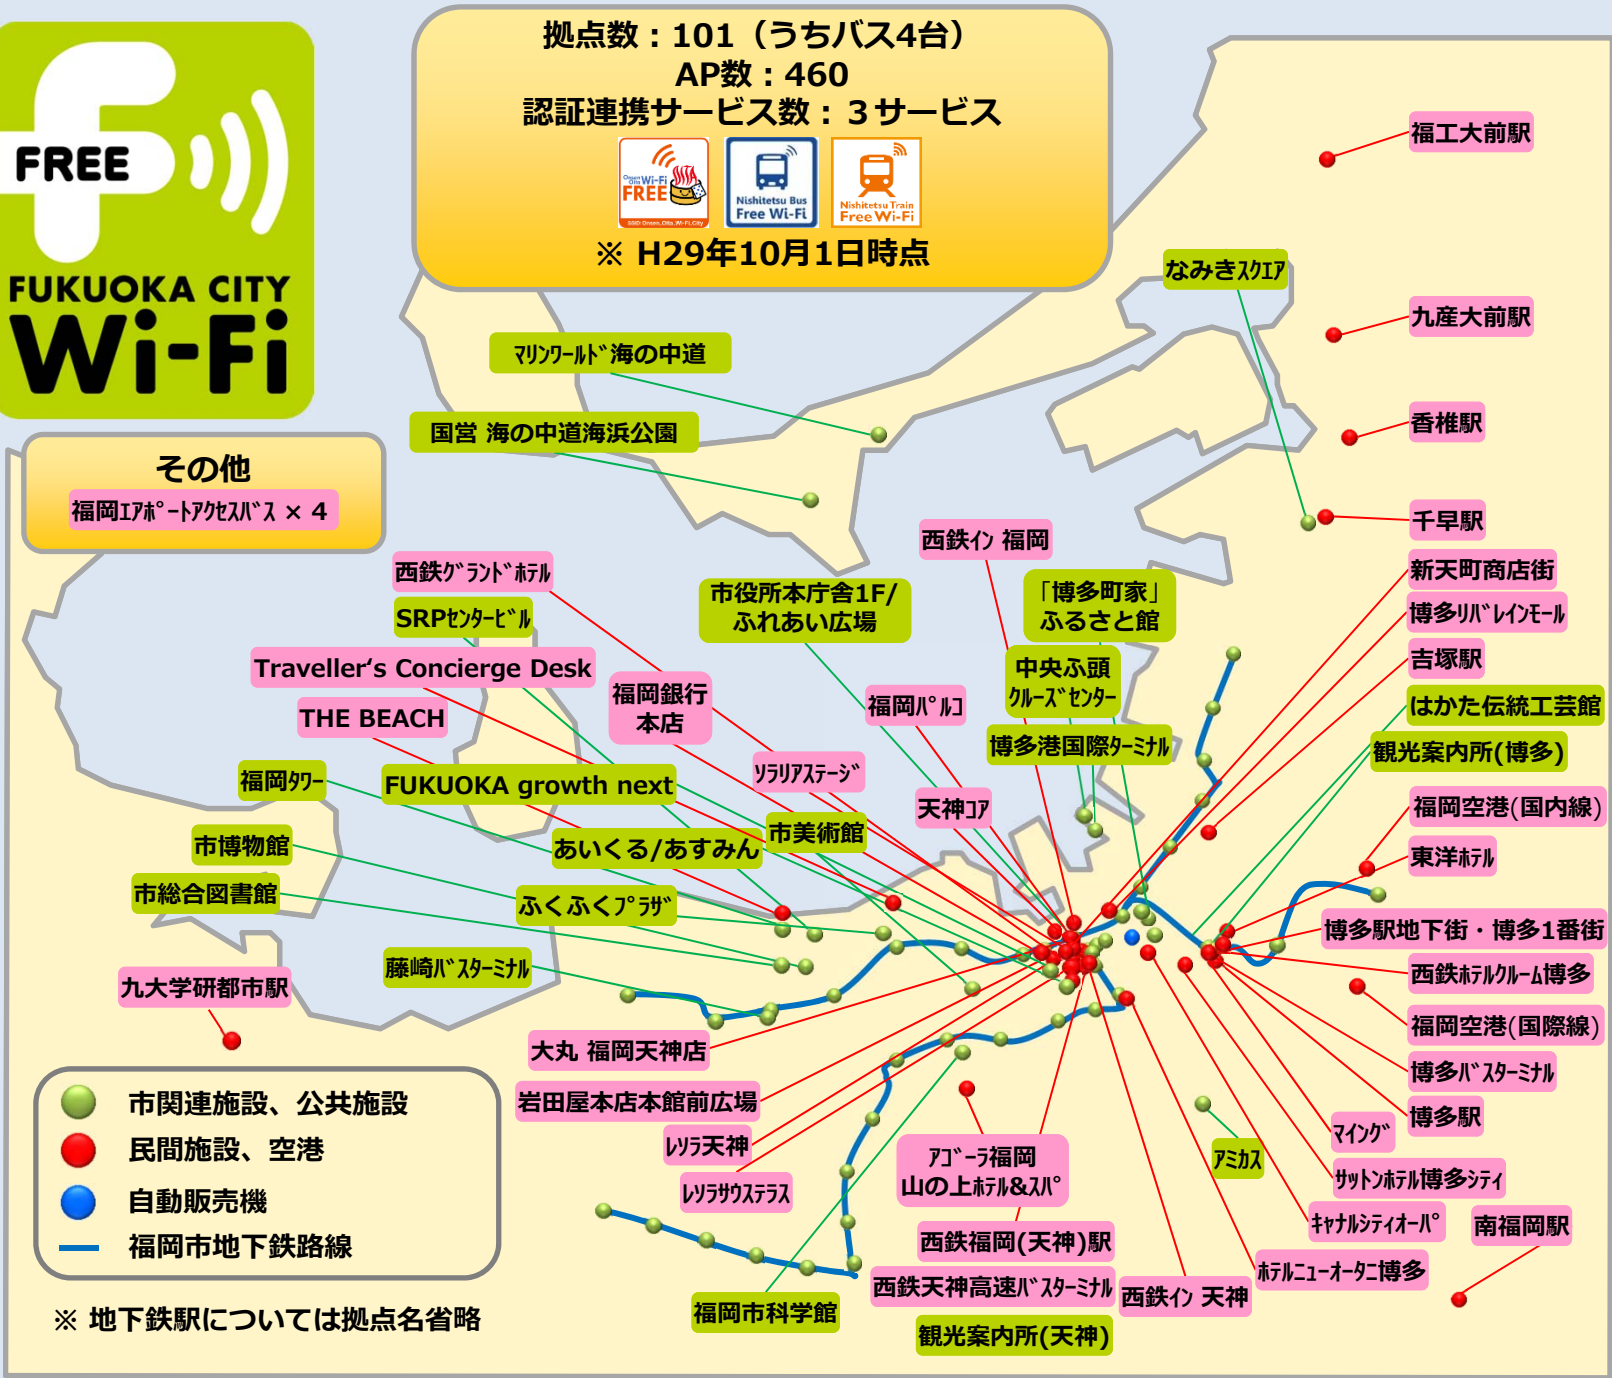 FREE
FUKUOKA CITY
Wi-Fi
拠点数：101（うちバス4台）
AP数：460
認証連携サービス数：３サービス
Onsen Oita Wi-Fi
FREE
SSID: Onsen_Oita_Wi-Fi_City
Nishitetsu Bus
Free Wi-Fi
Nishitetsu Train
Free Wi-Fi
※ H29年10月1日時点
その他
福岡ｴｱﾎﾟｰﾄｱｸｾｽﾊﾞｽ × 4
福工大前駅
なみきｽｸｴｱ
九産大前駅
ﾏﾘﾝﾜｰﾙﾄﾞ海の中道
国営 海の中道海浜公園
香椎駅
千早駅
西鉄ｲﾝ 福岡
西鉄ｸﾞﾗﾝﾄﾞﾎﾃﾙ
新天町商店街
SRPｾﾝﾀｰﾋﾞﾙ
市役所本庁舎1F/
ふれあい広場
「博多町家」
ふるさと館
博多ﾘﾊﾞﾚｲﾝﾓｰﾙ
Traveller‘s Concierge Desk
吉塚駅
中央ふ頭
ｸﾙｰｽﾞｾﾝﾀｰ
福岡銀行
本店
福岡ﾊﾟﾙｺ
はかた伝統工芸館
THE BEACH
博多港国際ﾀｰﾐﾅﾙ
観光案内所(博多)
福岡ﾀﾜｰ
FUKUOKA growth next
ｿﾗﾘｱｽﾃｰｼﾞ
天神ｺｱ
福岡空港(国内線)
市博物館
あいくる/あすみん
市美術館
東洋ﾎﾃﾙ
市総合図書館
ふくふくﾌﾟﾗｻﾞ
博多駅地下街・博多1番街
藤崎ﾊﾞｽﾀｰﾐﾅﾙ
西鉄ﾎﾃﾙｸﾙｰﾑ博多
九大学研都市駅
福岡空港(国際線)
大丸 福岡天神店
博多ﾊﾞｽﾀｰﾐﾅﾙ
岩田屋本店本館前広場
博多駅
ﾚｿﾗ天神
ﾏｲﾝｸﾞ
ｱｺﾞｰﾗ福岡
山の上ﾎﾃﾙ&ｽﾊﾟ
ｱﾐｶｽ
ｻｯﾄﾝﾎﾃﾙ博多ｼﾃｨ
ﾚｿﾗｻｳｽﾃﾗｽ
ｷｬﾅﾙｼﾃｨｵｰﾊﾟ
南福岡駅
西鉄福岡(天神)駅
ﾎﾃﾙﾆｭｰｵｰﾀﾆ博多
西鉄天神高速ﾊﾞｽﾀｰﾐﾅﾙ
西鉄ｲﾝ 天神
福岡市科学館
観光案内所(天神)
市関連施設、公共施設
民間施設、空港
自動販売機
福岡市地下鉄路線
※ 地下鉄駅については拠点名省略